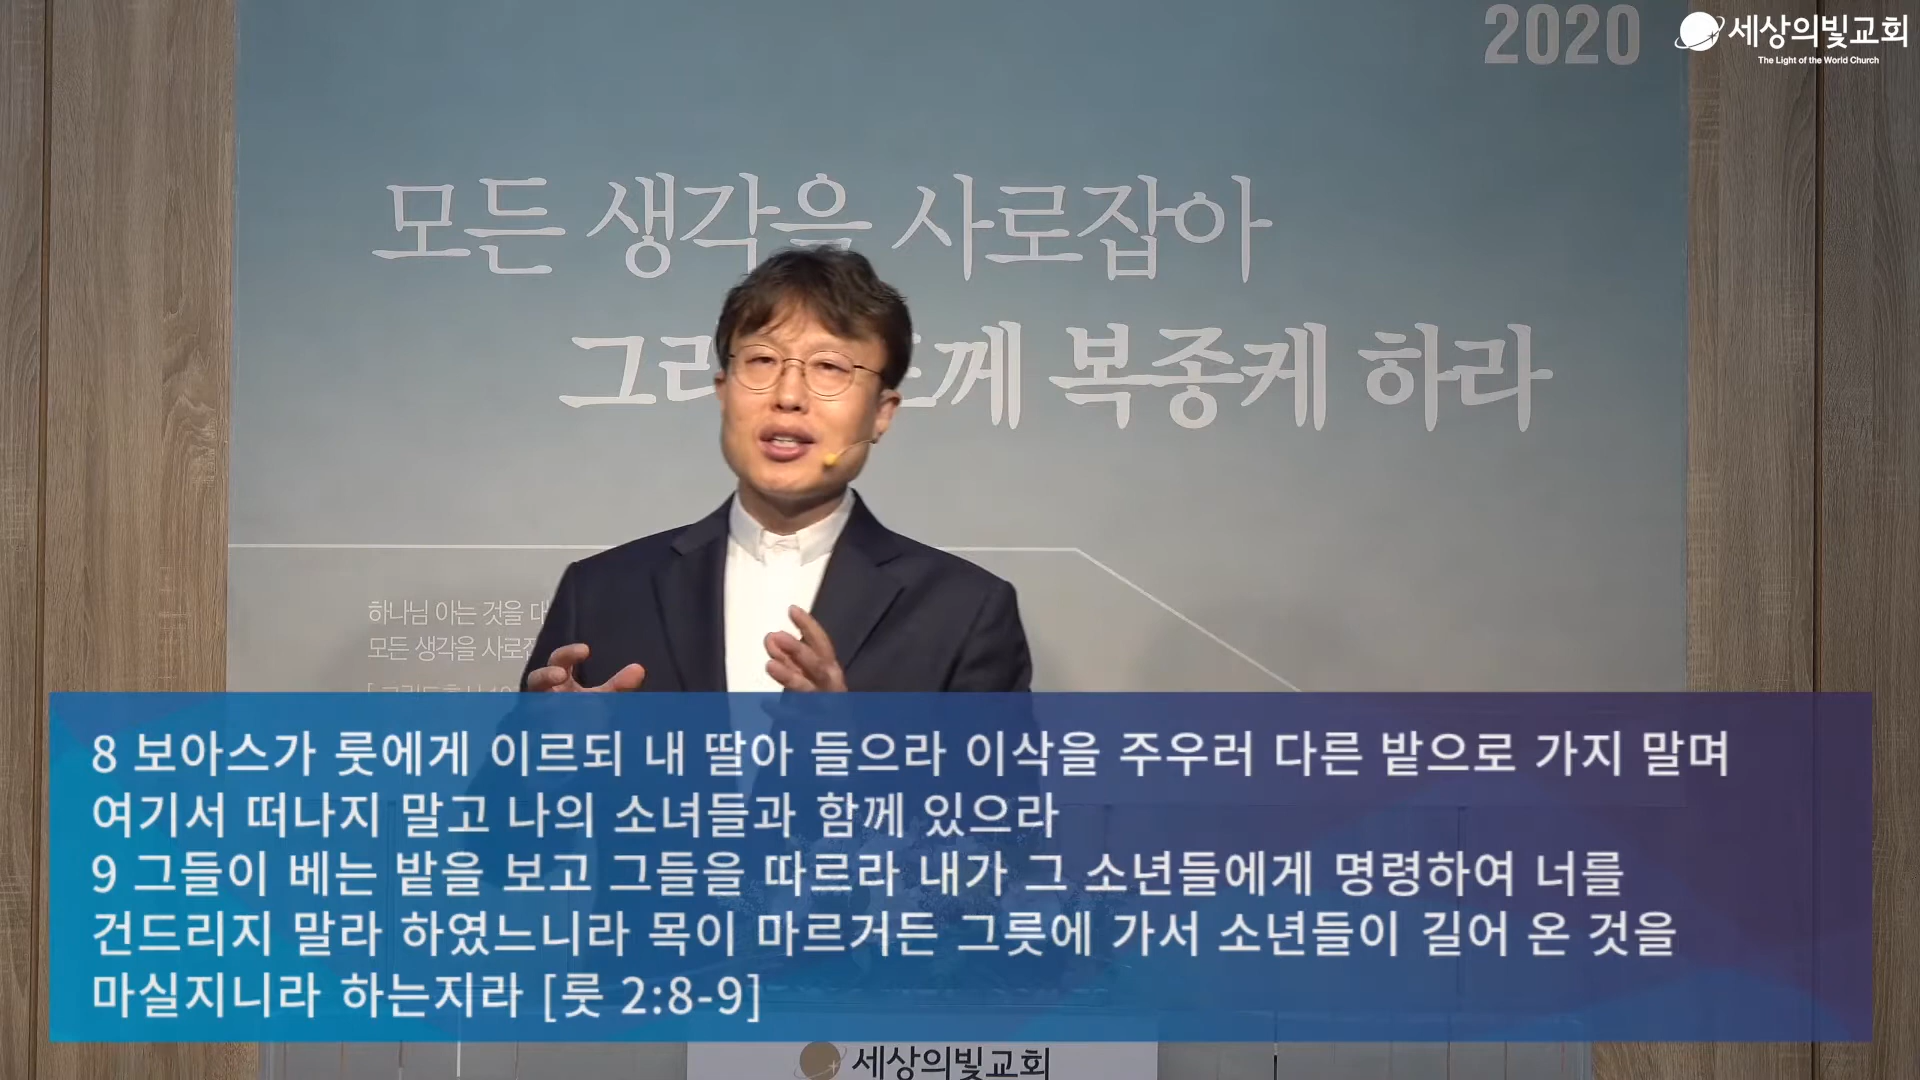 2020
세상의빛교회
The Light of the World Church
모든 생각을 사로잡아
복종케 하라
하나님 아는 것을
모든 생각을
8 보아스가 룻에게 이르되 내 딸아 들으라 이삭을 주우러 다른 밭으로 가지 말며
여기서 떠나지 말고 나의 소녀들과 함께 있으라
9 그들이 베는 밭을 보고 그들을 따르라 내가 그 소년들에게 명령하여 너를
건드리지 말라 하였느니라 목이 마르거든 그릇에 가서 소년들이 길어 온 것을
마실지니라 하는지라 [룻 2:8-9]
세상의빛교회